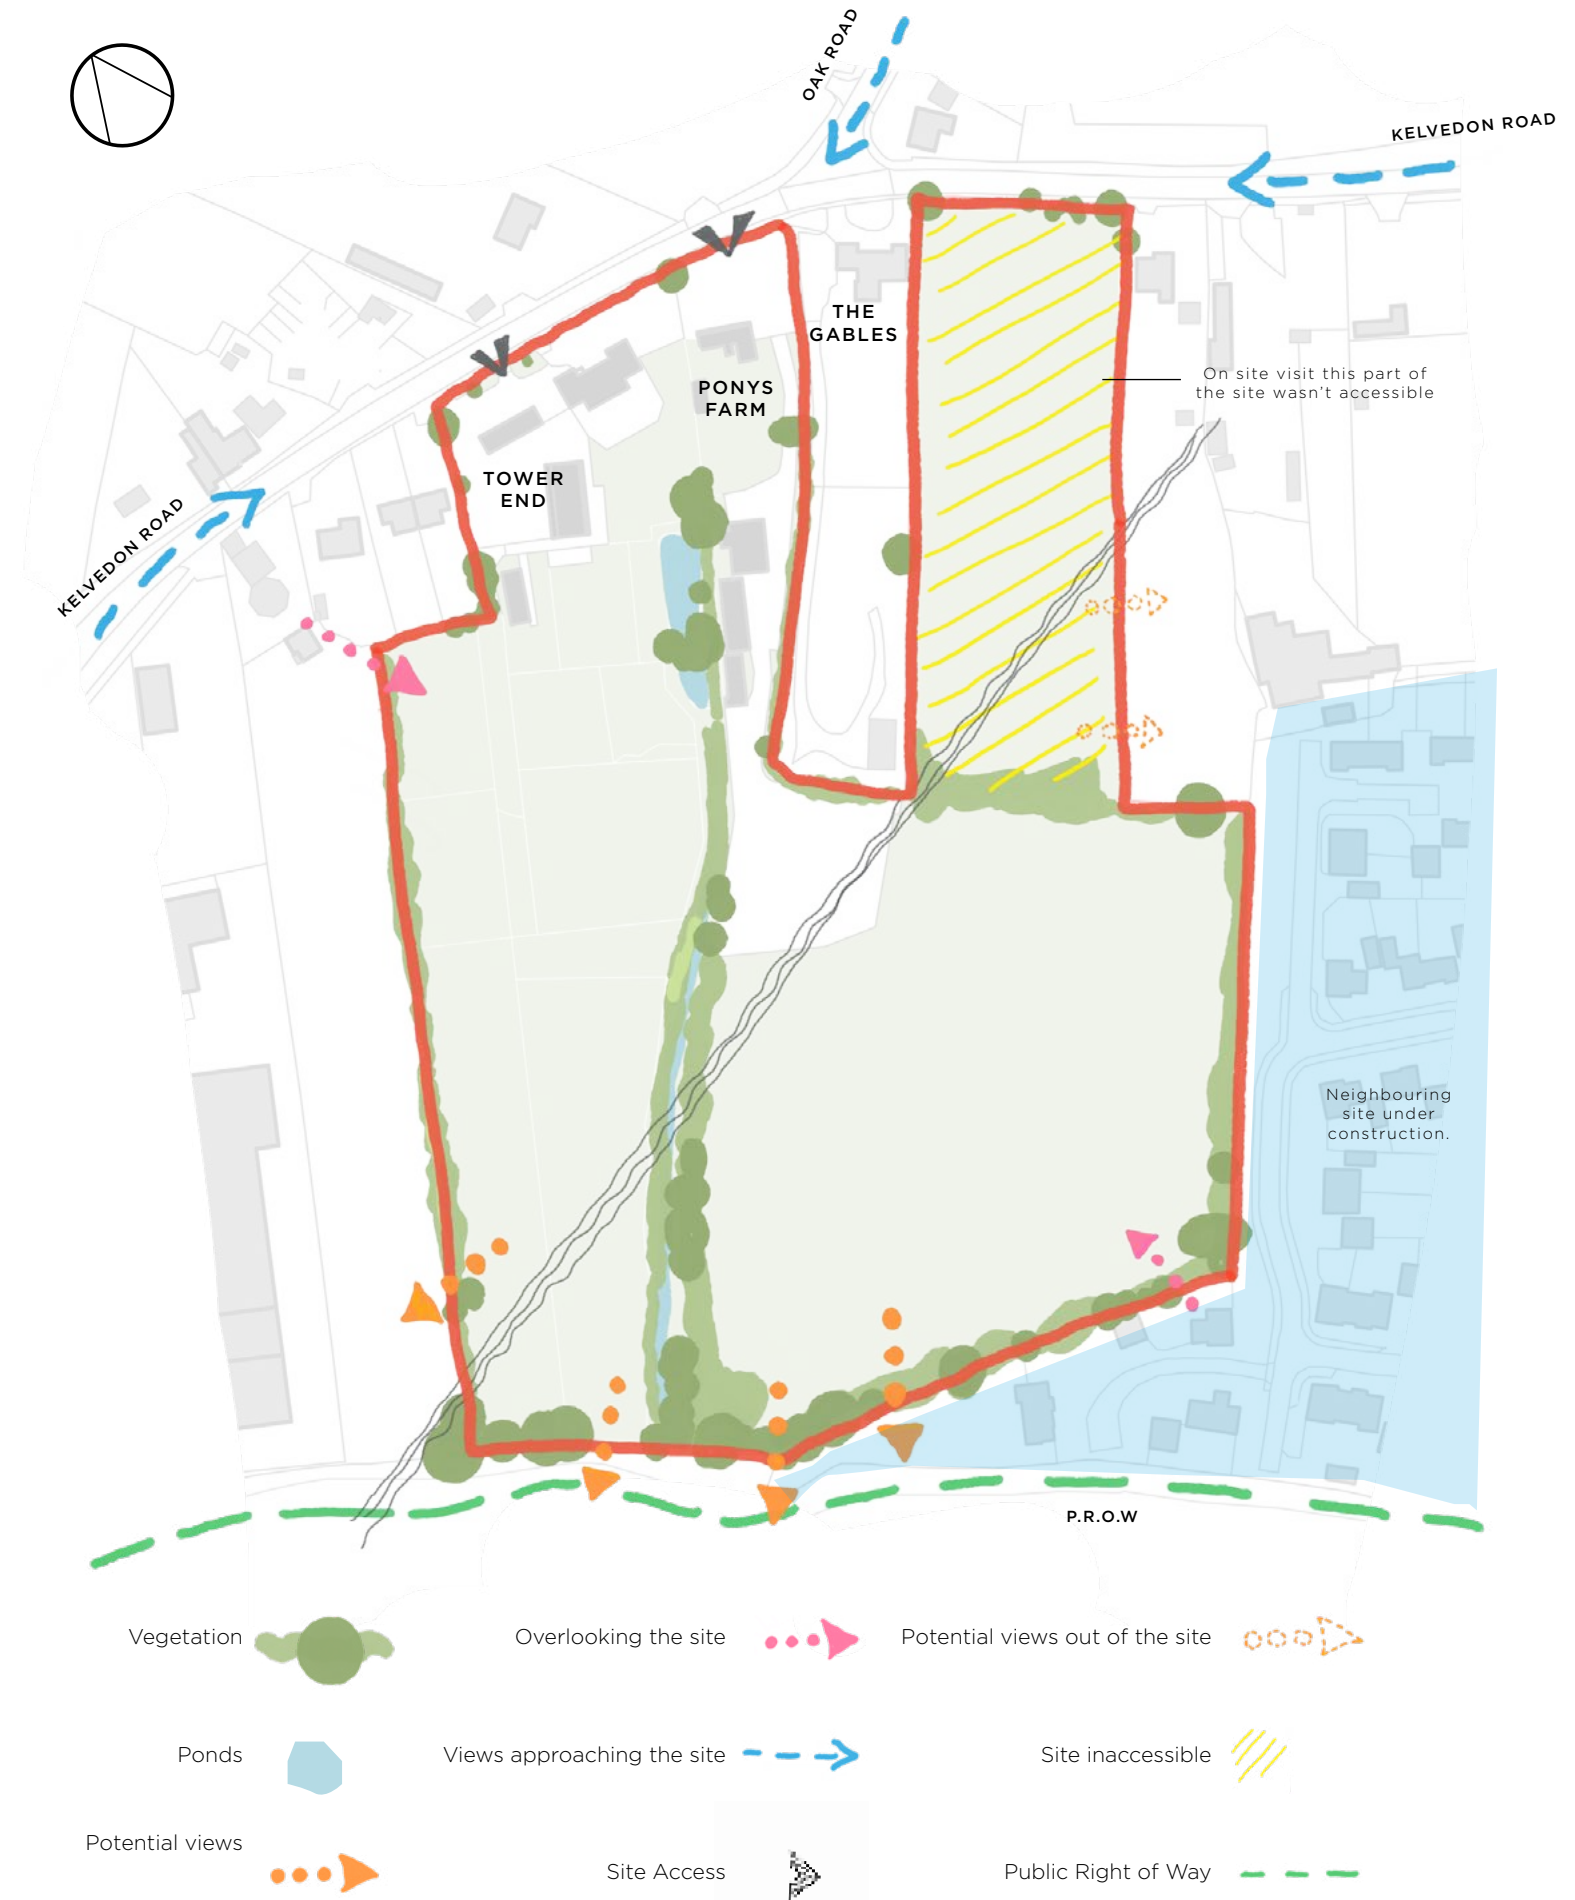 OAK ROAD
KELVEDON ROAD
THE
GABLES
On site visit this part of
the site wasn't accessible
PONYS
FARM
TOWER
END
KELVEDON ROAD
Neighbouring
site under
construction.
P.R.O.W
Vegetation
Overlooking the site
Potential views out of the site
Ponds
Views approaching the site
Site inaccessible
Potential views
Site Access
Public Right of Way